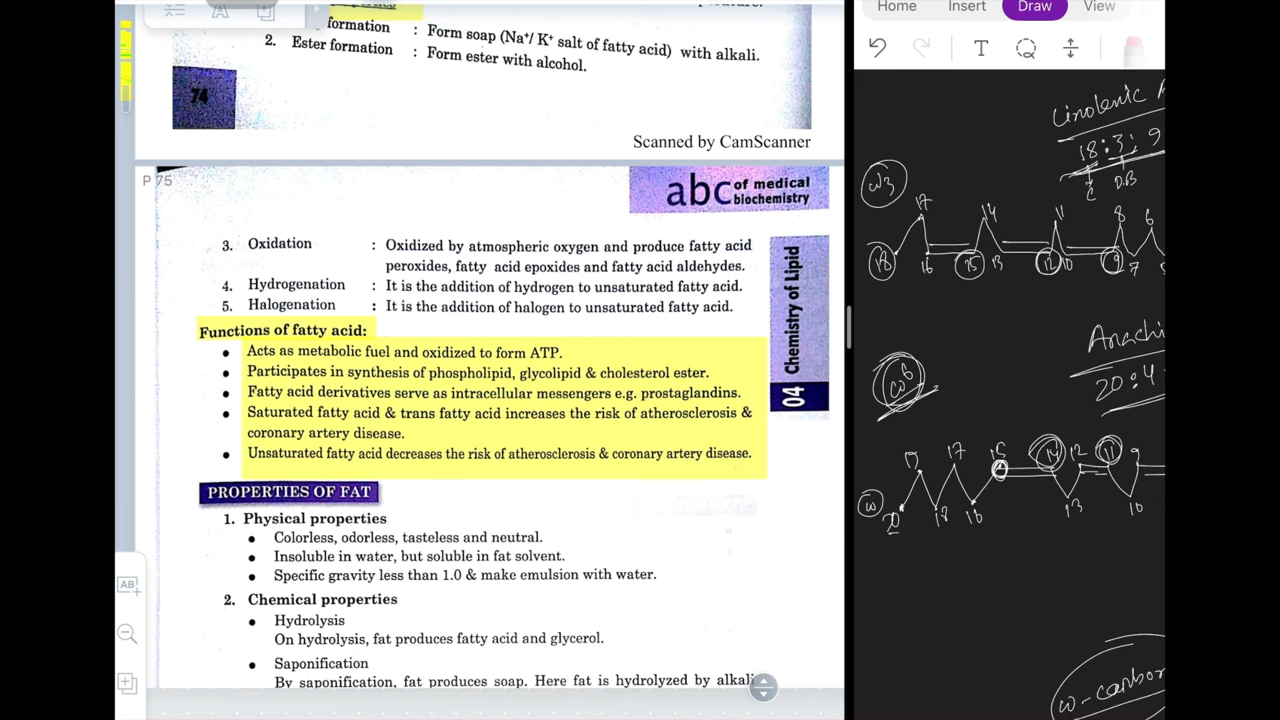 formation : Form soap (Na⁺/ K⁺ salt of fatty acid) with alkali.
2. Ester formation : Form ester with alcohol.
74
Scanned by CamScanner
P 75
abc of medical biochemistry
3. Oxidation : Oxidized by atmospheric oxygen and produce fatty acid
peroxides, fatty acid epoxides and fatty acid aldehydes.
4. Hydrogenation : It is the addition of hydrogen to unsaturated fatty acid.
5. Halogenation : It is the addition of halogen to unsaturated fatty acid.
Functions of fatty acid:
• Acts as metabolic fuel and oxidized to form ATP.
• Participates in synthesis of phospholipid, glycolipid & cholesterol ester.
• Fatty acid derivatives serve as intracellular messengers e.g. prostaglandins.
• Saturated fatty acid & trans fatty acid increases the risk of atherosclerosis &
coronary artery disease.
• Unsaturated fatty acid decreases the risk of atherosclerosis & coronary artery disease.
04 Chemistry of Lipid
PROPERTIES OF FAT
1. Physical properties
• Colorless, odorless, tasteless and neutral.
• Insoluble in water, but soluble in fat solvent.
• Specific gravity less than 1.0 & make emulsion with water.
2. Chemical properties
• Hydrolysis
On hydrolysis, fat produces fatty acid and glycerol.
• Saponification
By saponification, fat produces soap. Here fat is hydrolyzed by alkali
Home Insert Draw View
Linolenic A
18:3: 9
C D.B
ω3
17 14 11 8 6
18 16 15 13 12 10 9 7
Arachi
20:4
ω6
19 17 15 14 12 11 9
ω 20 18 16 13 10
ω-carbon